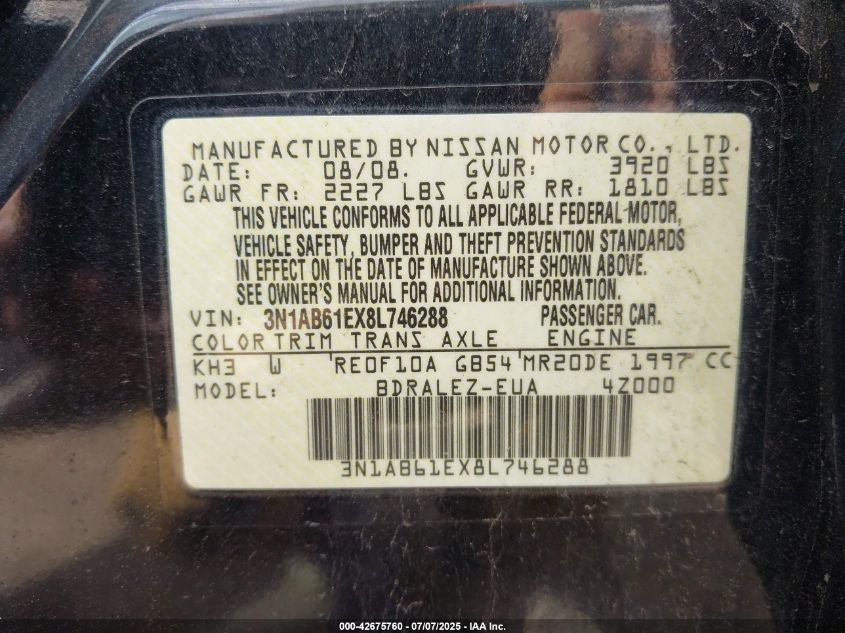 MANUFACTURED BY NISSAN MOTOR CO., LTD.
DATE: 08/08. GVWR: 3920 LBS
GAWR FR: 2227 LBS GAWR RR: 1810 LBS
THIS VEHICLE CONFORMS TO ALL APPLICABLE FEDERAL MOTOR,
VEHICLE SAFETY, BUMPER AND THEFT PREVENTION STANDARDS
IN EFFECT ON THE DATE OF MANUFACTURE SHOWN ABOVE.
SEE OWNER'S MANUAL FOR ADDITIONAL INFORMATION.
VIN: 3N1AB61EX8L746288 PASSENGER CAR.
COLOR TRIM TRANS AXLE ENGINE
KH3 W RE0F10A GB54 MR20DE 1997 CC
MODEL: BDRALEZ-EUA 4Z000
3N1AB61EX8L746288
000-42675760 - 07/07/2025 - IAA Inc.